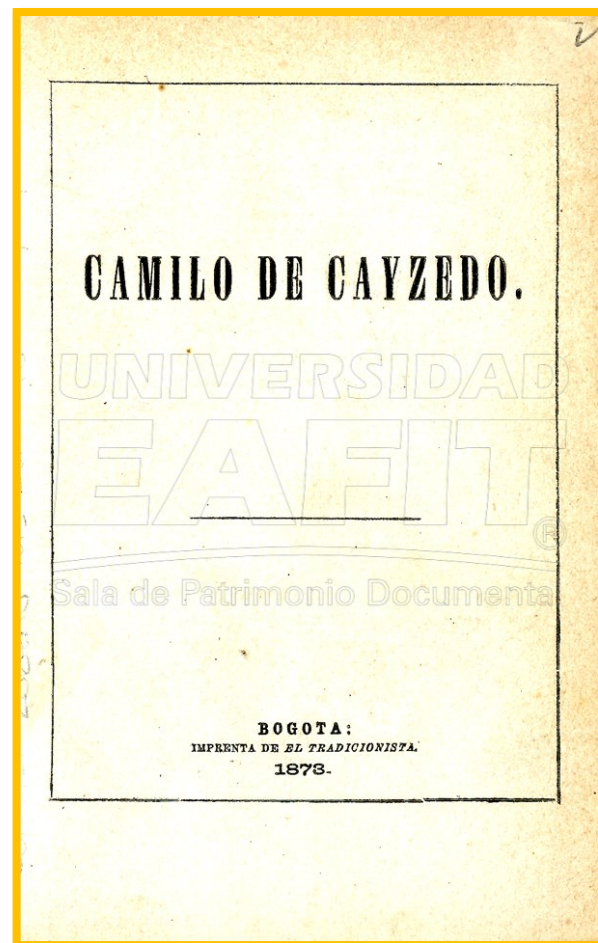 CAMILO DE CAYZEDO.
UNIVERSIDAD
EAFIT
®
Sala de Patrimonio Documental
BOGOTA:
IMPRENTA DE EL TRADICIONISTA.
1873.